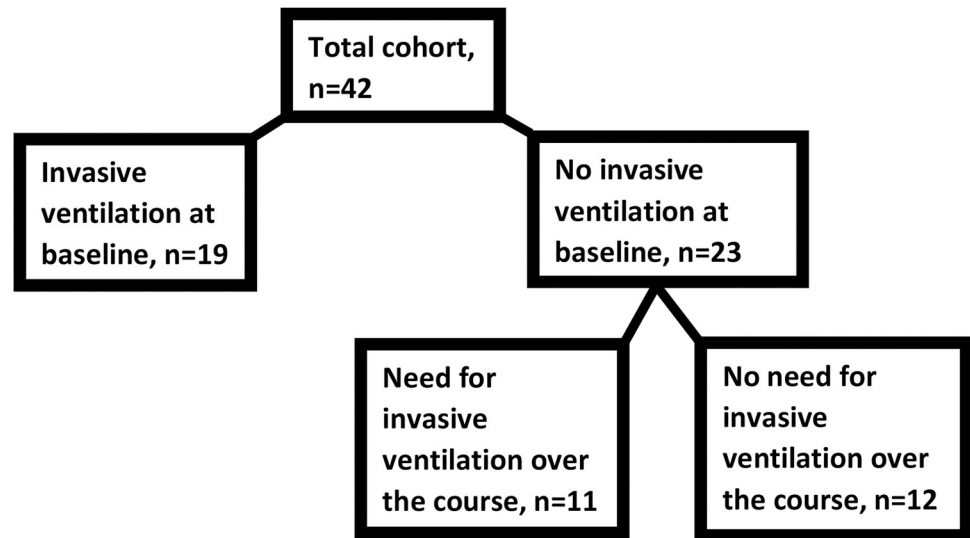 Total cohort,
n=42
Invasive
ventilation at
baseline, n=19
No invasive
ventilation at
baseline, n=23
Need for
invasive
ventilation over
the course, n=11
No need for
invasive
ventilation over
the course, n=12